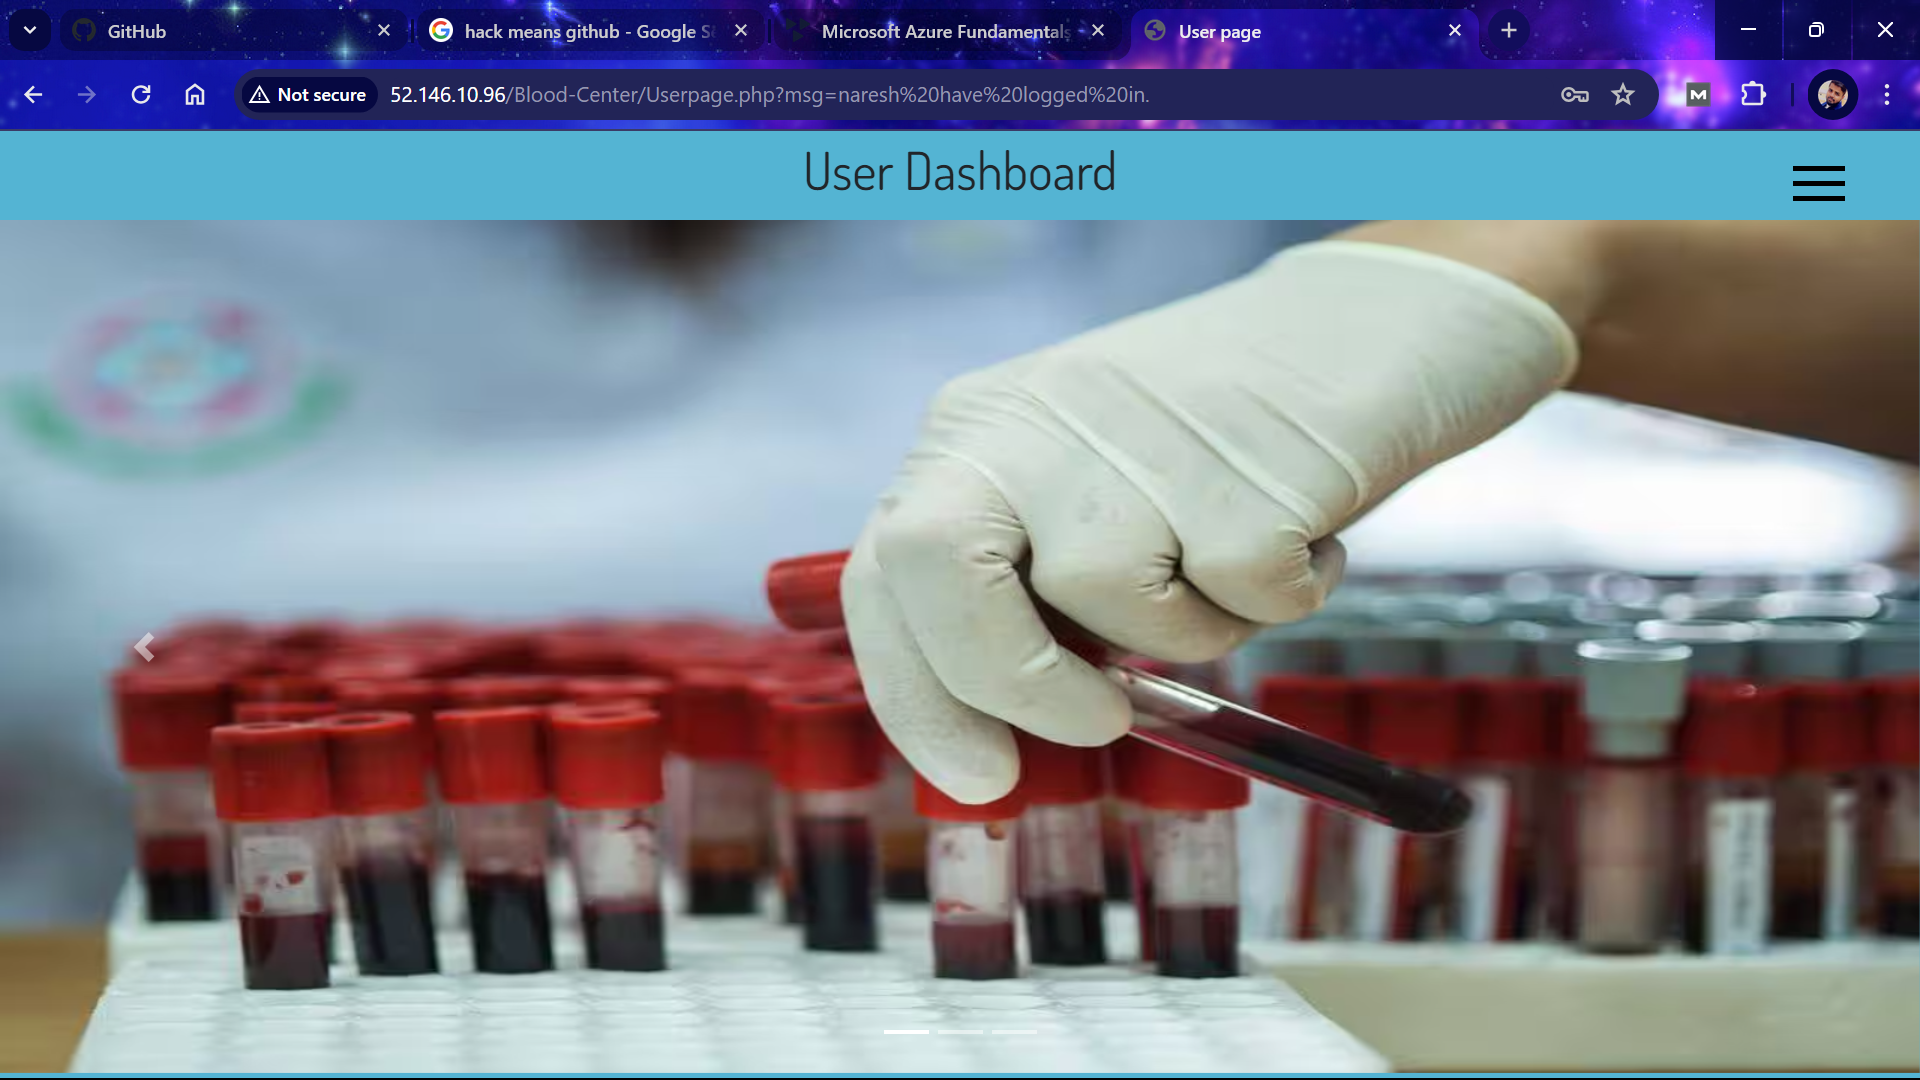 GitHub
hack means github - Google S
Microsoft Azure Fundamentals
User page
Not secure
52.146.10.96/Blood-Center/Userpage.php?msg=naresh%20have%20logged%20in.
User Dashboard